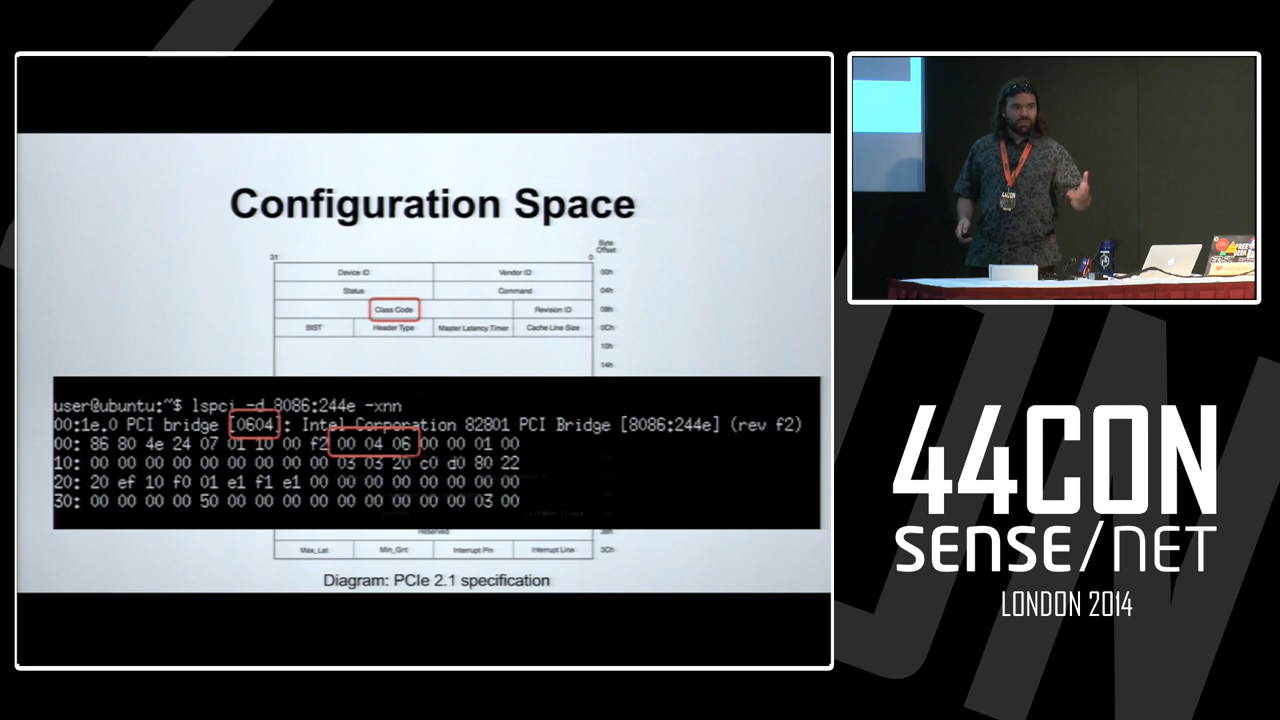 Configuration Space
Byte
Offset
31 0
Device ID Vendor ID 00h
Status Command 04h
Class Code Revision ID 08h
BIST Header Type Master Latency Timer Cache Line Size 0Ch
10h
14h
user@ubuntu:~$ lspci -d 8086:244e -xnn
00:1e.0 PCI bridge [0604]: Intel Corporation 82801 PCI Bridge [8086:244e] (rev f2)
00: 86 80 4e 24 07 01 10 00 f2 00 04 06 00 00 01 00
10: 00 00 00 00 00 00 00 00 00 03 03 20 c0 d0 80 22
20: 20 ef 10 f0 01 e1 f1 e1 00 00 00 00 00 00 00 00
30: 00 00 00 00 50 00 00 00 00 00 00 00 00 00 03 00
Reserved 38h
Max_Lat Min_Gnt Interrupt Pin Interrupt Line 3Ch
Diagram: PCIe 2.1 specification
44CON
FREE
GEEK
44CON
SENSE/NET
LONDON 2014